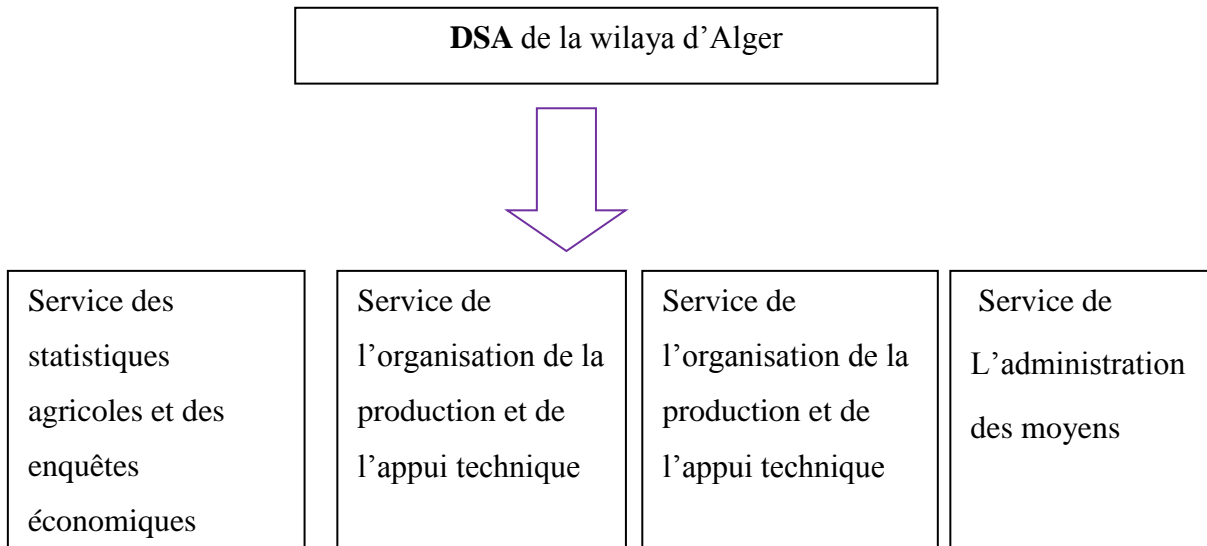 DSA de la wilaya d’Alger
Service des
statistiques
agricoles et des
enquêtes
économiques
Service de
l’organisation de la
production et de
l’appui technique
Service de
l’organisation de la
production et de
l’appui technique
Service de
L’administration
des moyens